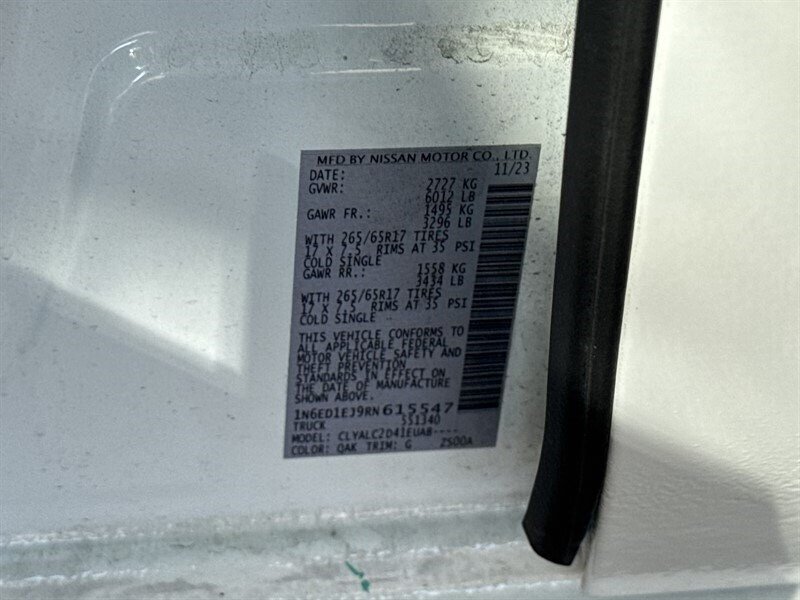 MFD BY NISSAN MOTOR CO., LTD.
DATE: 11/23
GVWR: 2727 KG
6012 LB
GAWR FR.: 1495 KG
3296 LB
WITH 265/65R17 TIRES
17 X 7.5 RIMS AT 35 PSI
COLD SINGLE
GAWR RR.: 1558 KG
3434 LB
WITH 265/65R17 TIRES
17 X 7.5 RIMS AT 35 PSI
COLD SINGLE
THIS VEHICLE CONFORMS TO
ALL APPLICABLE FEDERAL
MOTOR VEHICLE SAFETY AND
THEFT PREVENTION
STANDARDS IN EFFECT ON
THE DATE OF MANUFACTURE
SHOWN ABOVE.
1N6ED1EJ9RN615547
TRUCK 551340
MODEL: CLYALC2D41EUAB----
COLOR: QAK TRIM: G 2500A